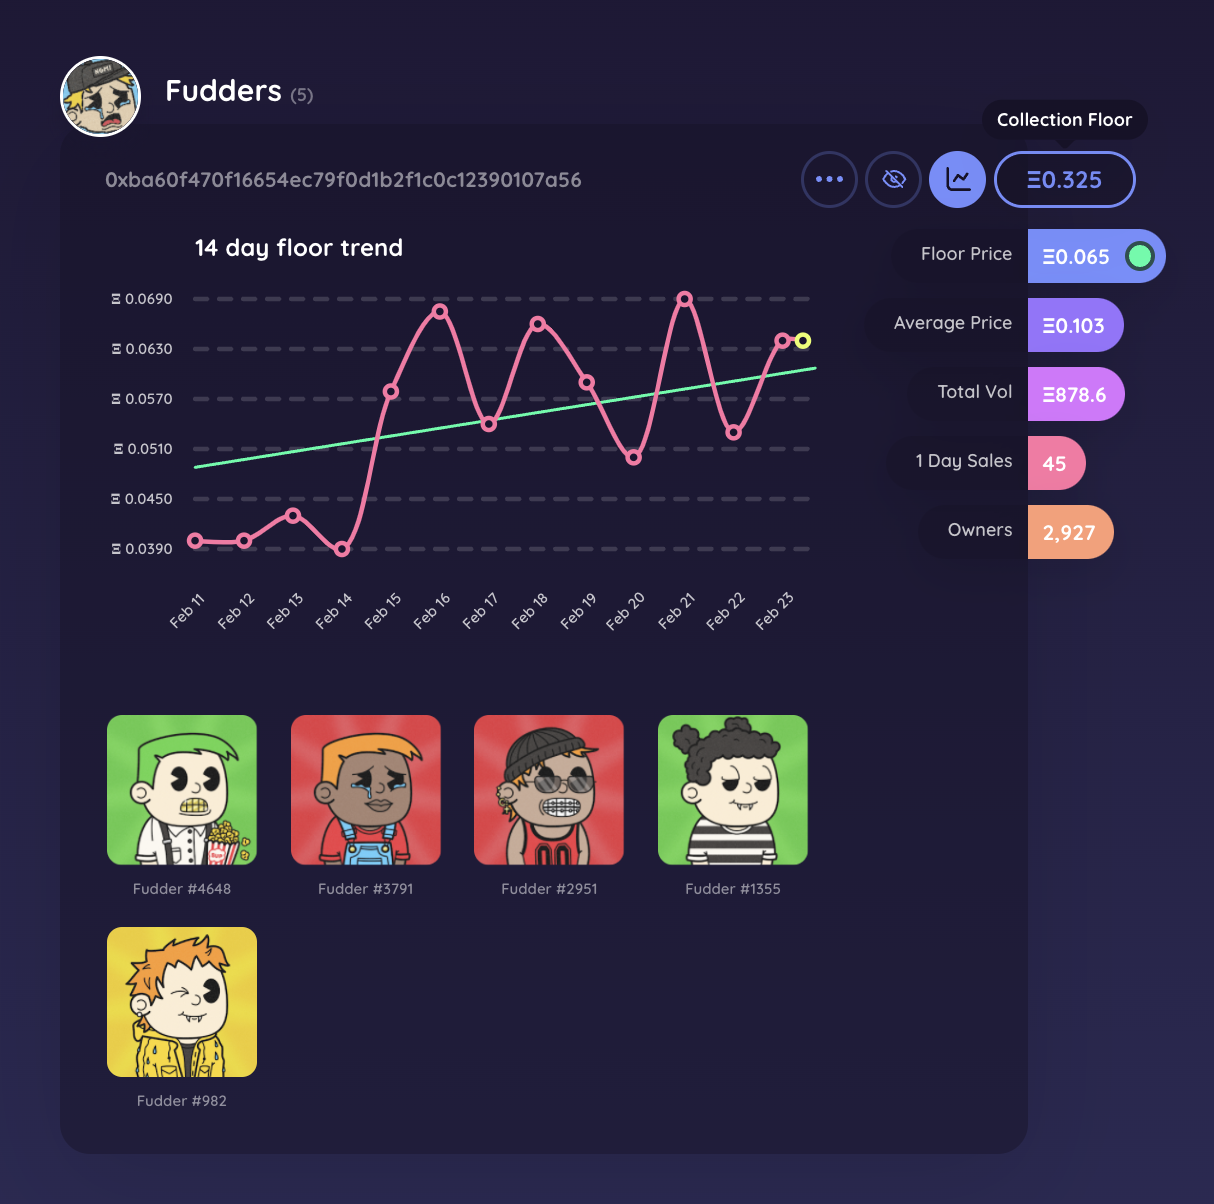 NGMI
Fudders (5)
Collection Floor
0xba60f470f16654ec79f0d1b2f1c0c12390107a56
Ξ0.325
14 day floor trend
Floor Price Ξ0.065
Average Price Ξ0.103
Total Vol Ξ878.6
1 Day Sales 45
Owners 2,927
Ξ 0.0690
Ξ 0.0630
Ξ 0.0570
Ξ 0.0510
Ξ 0.0450
Ξ 0.0390
Feb 11 Feb 12 Feb 13 Feb 14 Feb 15 Feb 16 Feb 17 Feb 18 Feb 19 Feb 20 Feb 21 Feb 22 Feb 23
00
Fudder #4648 Fudder #3791 Fudder #2951 Fudder #1355
Fudder #982